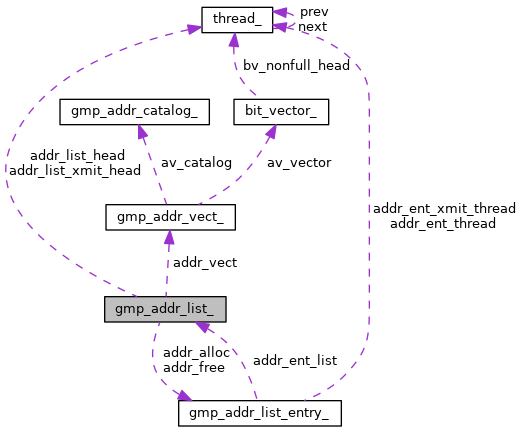 thread_
prev
next
bv_nonfull_head
gmp_addr_catalog_
bit_vector_
addr_list_head
addr_list_xmit_head
av_catalog
av_vector
gmp_addr_vect_
addr_ent_xmit_thread
addr_ent_thread
addr_vect
gmp_addr_list_
addr_alloc
addr_free
addr_ent_list
gmp_addr_list_entry_